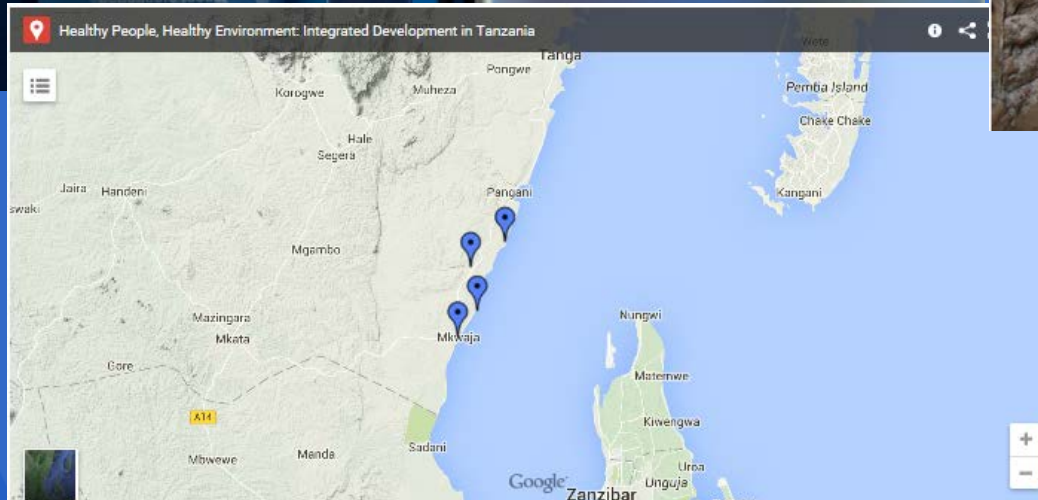 Healthy People, Healthy Environment: Integrated Development in Tanzania
Tanga
Wete
Pongwe
Korogwe
Muheza
Pemba Island
Chake Chake
Hale
Segera
Jaira
Handeni
Pangani
Kangani
swaki
Mgambo
Mazingara
Mkata
Nungwi
Mkwaja
Gore
Matemwe
A14
Kiwengwa
Sadani
Mbwewe
Manda
Uroa
Google
Unguja
Zanzibar
+
−